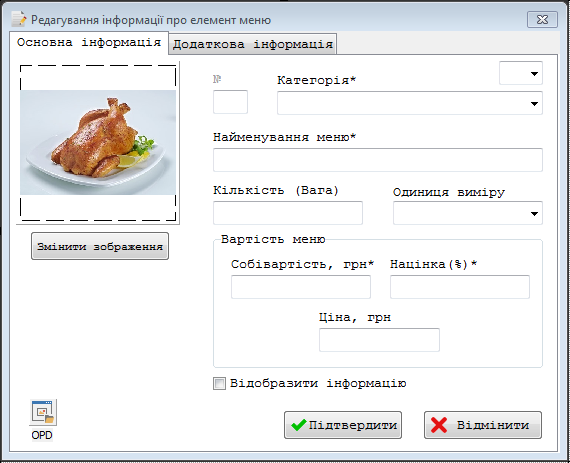 Редагування інформації про елемент меню
Основна інформація
Додаткова інформація
№
Категорія*
Найменування меню*
Кількість (Вага)
Одиниця виміру
Змінити зображення
Вартість меню
Собівартість, грн*
Націнка(%)*
Ціна, грн
Відобразити інформацію
OPD
Підтвердити
Відмінити